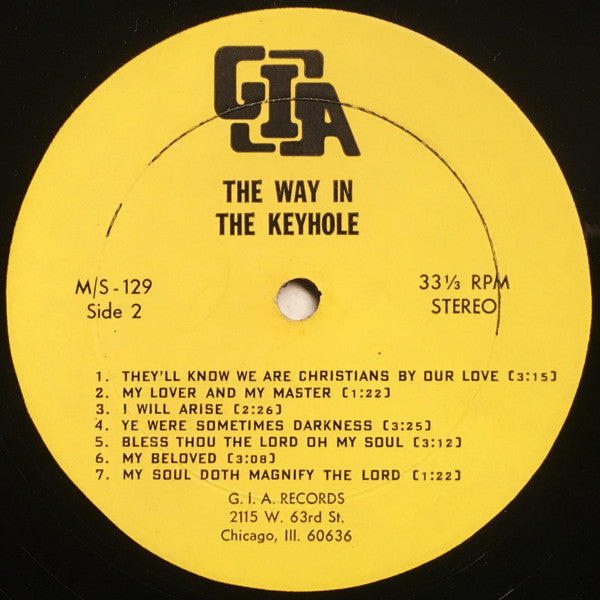 GIA
THE WAY IN
THE KEYHOLE
M/S-129
Side 2
33⅓ RPM
STEREO
1. THEY'LL KNOW WE ARE CHRISTIANS BY OUR LOVE [3:15]
2. MY LOVER AND MY MASTER [1:22]
3. I WILL ARISE [2:26]
4. YE WERE SOMETIMES DARKNESS [3:25]
5. BLESS THOU THE LORD OH MY SOUL [3:12]
6. MY BELOVED [3:08]
7. MY SOUL DOTH MAGNIFY THE LORD [1:22]
G. I. A. RECORDS
2115 W. 63rd St.
Chicago, Ill. 60636